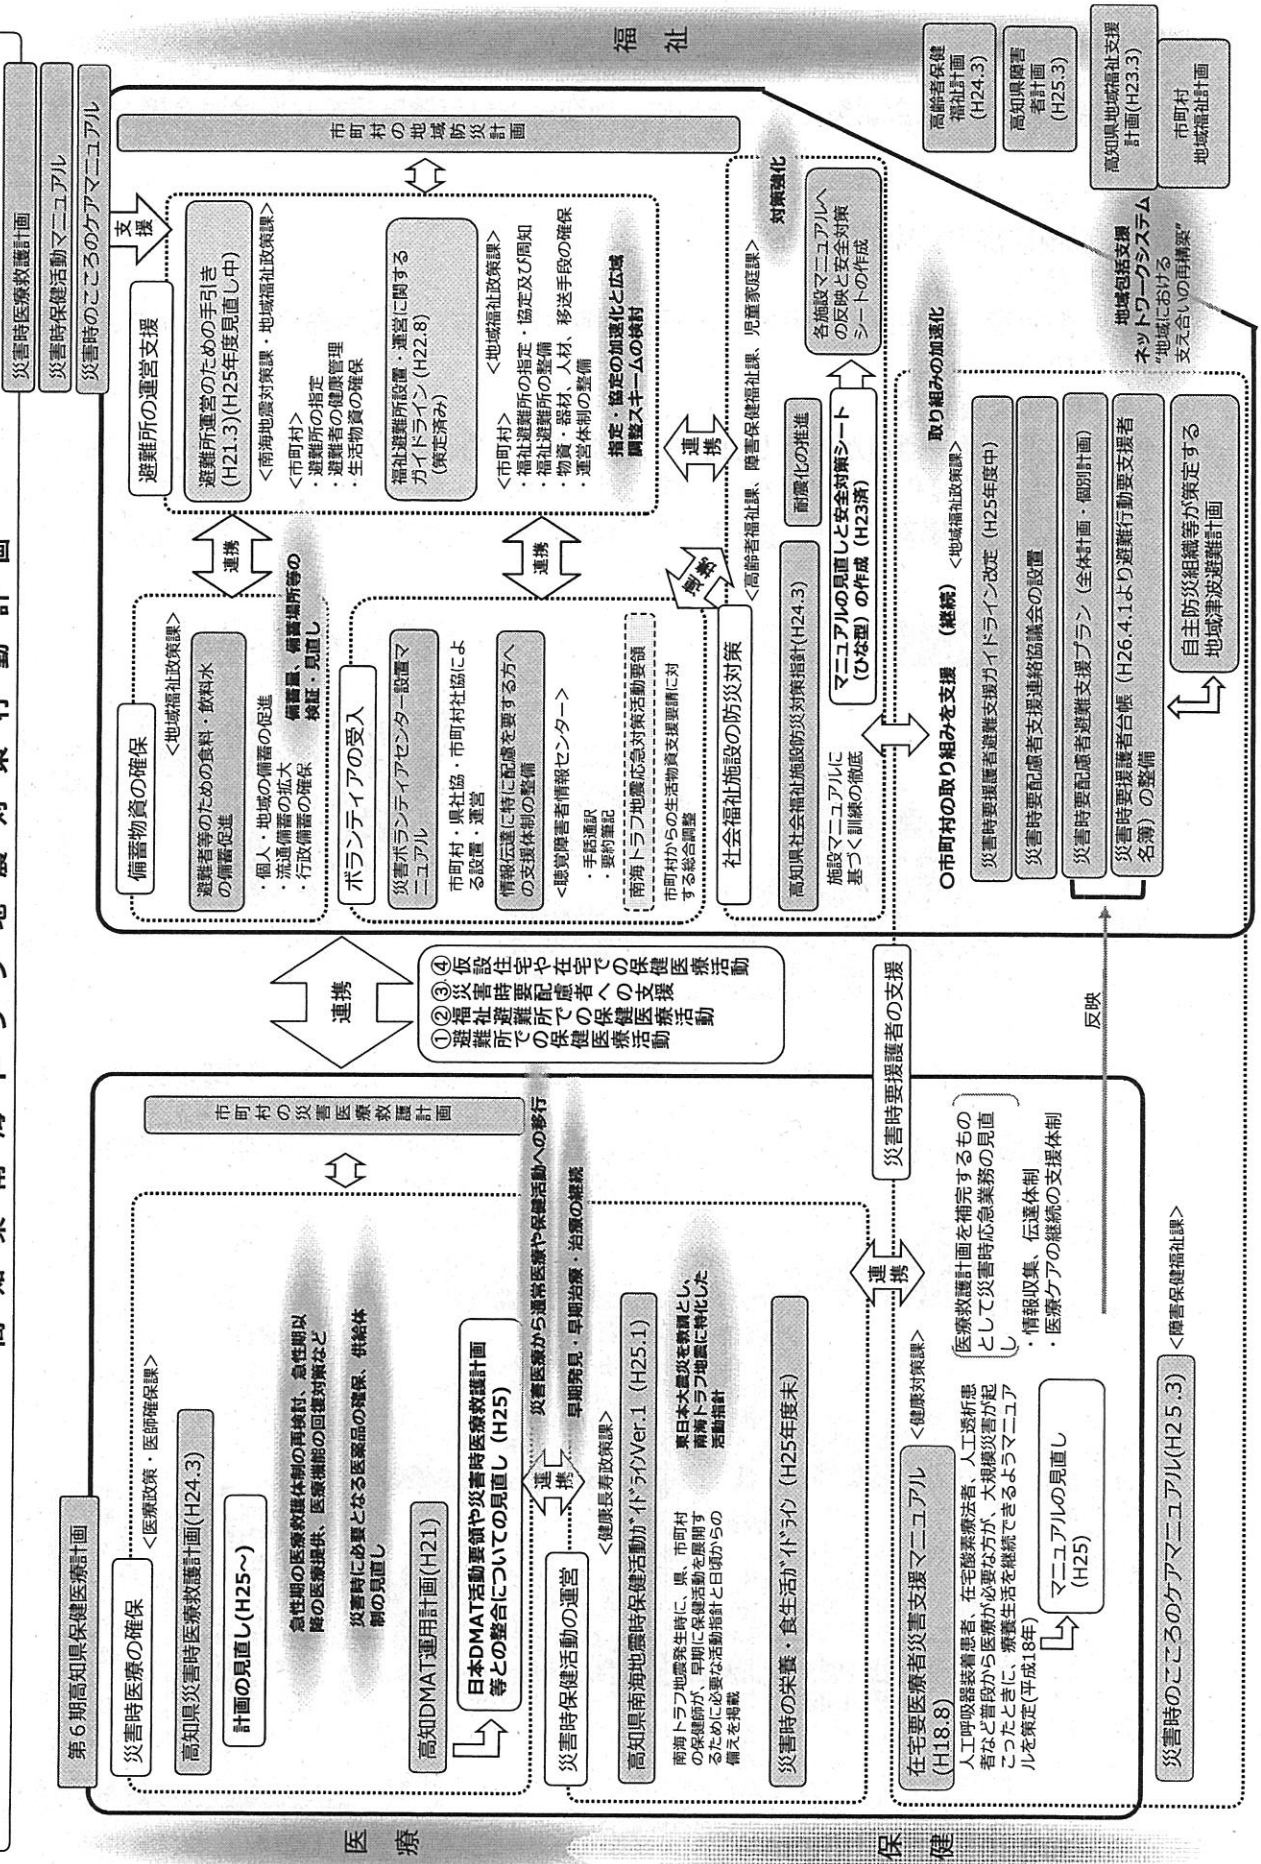 高知県南海トラフ地震対策行動計画
第6期高知県保健医療計画
災害時医療の確保
<医療政策・医師確保課>
高知県災害時医療救護計画(H24.3)
計画の見直し(H25~)
急性期の医療救護体制の再検討、急性期以
降の医療提供、医療機能の回復対策など
災害時に必要となる医薬品の確保、供給体
制の見直し
高知DMAT運用計画(H21)
日本DMAT活動要領や災害時医療救護計画
等との整合についての見直し(H25)
市町村の災害医療救護計画
災害医療から通常医療や保健活動への移行
早期発見・早期治療・治療の継続
連携
災害時保健活動の運営
<健康長寿政策課>
高知県南海地震時保健活動ガイドラインVer.1(H25.1)
南海トラフ地震発生時に、県、市町村
の保健師が、早期に保健活動を展開す
るために必要な活動指針と日頃からの
備えを掲載
東日本大震災を教訓とし、
南海トラフ地震に特化した
活動指針
災害時の栄養・食生活ガイドライン(H25年度末)
連携
在宅要医療者災害支援マニュアル
(H18.8)
<健康対策課>
人工呼吸器装着患者、在宅酸素療法者、人工透析患
者など普段から医療が必要な方が、大規模災害が起
こったときに、療養生活を継続できるようマニュア
ルを策定(平成18年)
マニュアルの見直し
(H25)
医療救護計画を補完するもの
として災害時応急業務の見直
し
・情報収集、伝達体制
・医療ケアの継続の支援体制
災害時のこころのケアマニュアル(H25.3)
<障害保健福祉課>
医療
保健
連携
①避難所での保健医療活動
②福祉避難所での保健医療活動
③災害時要配慮者への支援
④仮設住宅や在宅での保健医療活動
災害時要援護者の支援
反映
災害時医療救護計画
災害時保健活動マニュアル
災害時のこころのケアマニュアル
支援
備蓄物資の確保
<地域福祉政策課>
避難者等のための食料・飲料水
の備蓄促進
・個人・地域の備蓄の促進
・流通備蓄の拡大
・行政備蓄の確保
備蓄量、備蓄場所等の
検証・見直し
連携
避難所の運営支援
避難所運営のための手引き
(H21.3)(H25年度見直し中)
<南海地震対策課・地域福祉政策課>
<市町村>
・避難所の指定
・避難者の健康管理
・生活物資の確保
福祉避難所設置・運営に関する
ガイドライン(H22.8)
(策定済み)
<地域福祉政策課>
<市町村>
・福祉避難所の指定・協定及び周知
・福祉避難所の整備
・物資・器材、人材、移送手段の確保
・運営体制の整備
指定・協定の加速化と広域
調整スキームの検討
市町村の地域防災計画
ボランティアの受入
災害ボランティアセンター設置マ
ニュアル
市町村・県社協・市町村社協によ
る設置・運営
情報伝達に特に配慮を要する方へ
の支援体制の整備
<聴覚障害者情報センター>
・手話通訳
・要約筆記
南海トラフ地震応急対策活動要領
市町村からの生活物資支援要請に対
する総合調整
連携
連携
連携
社会福祉施設の防災対策
<高齢者福祉課、障害保健福祉課、児童家庭課>
高知県社会福祉施設防災対策指針(H24.3)
耐震化の推進
施設マニュアルに
基づく訓練の徹底
マニュアルの見直しと安全対策シート
(ひな型)の作成(H23済)
各施設マニュアルへ
の反映と安全対策
シートの作成
対策強化
○市町村の取り組みを支援 (継続)
<地域福祉政策課>
取り組みの加速化
災害時要援護者避難支援ガイドライン改定(H25年度中)
災害時要配慮者支援連絡協議会の設置
災害時要配慮者避難支援プラン(全体計画・個別計画)
災害時要援護者台帳(H26.4.1より避難行動要支援者
名簿)の整備
自主防災組織等が策定する
地域津波避難計画
福祉
高齢者保健
福祉計画
(H24.3)
高知県障害
者計画
(H25.3)
高知県地域福祉支援
計画(H23.3)
市町村
地域福祉計画
地域包括支援
ネットワークシステム
“地域における
支え合いの再構築”